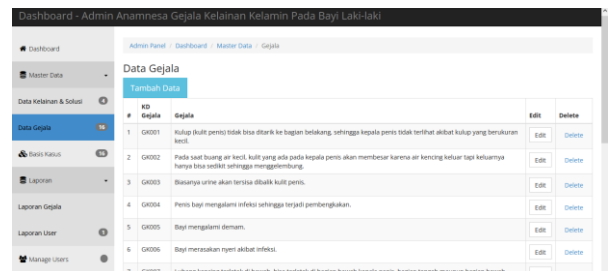 Dashboard - Admin Anamnesa Gejala Kelainan Kelamin Pada Bayi Laki-laki
Dashboard
Master Data
Data Kelainan & Solusi
Data Gejala 16
Basis Kasus
Laporan
Laporan Gejala
Laporan User
Manage Users
Admin Panel / Dashboard / Master Data / Gejala
Data Gejala
Tambah Data
# KD Gejala Gejala Edit Delete
1 GK001 Kulup (kulit penis) tidak bisa ditarik ke bagian belakang, sehingga kepala penis tidak terlihat akibat kulup yang berukuran
kecil. Edit Delete
2 GK002 Pada saat buang air kecil, kulit yang ada pada kepala penis akan membesar karena air kencing keluar tapi keluarnya
hanya bisa sedikit sehingga menggelembung. Edit Delete
3 GK003 Biasanya urine akan tersisa dibalik kulit penis. Edit Delete
4 GK004 Penis bayi mengalami infeksi sehingga terjadi pembengkakan. Edit Delete
5 GK005 Bayi mengalami demam. Edit Delete
6 GK006 Bayi merasakan nyeri akibat infeksi. Edit Delete